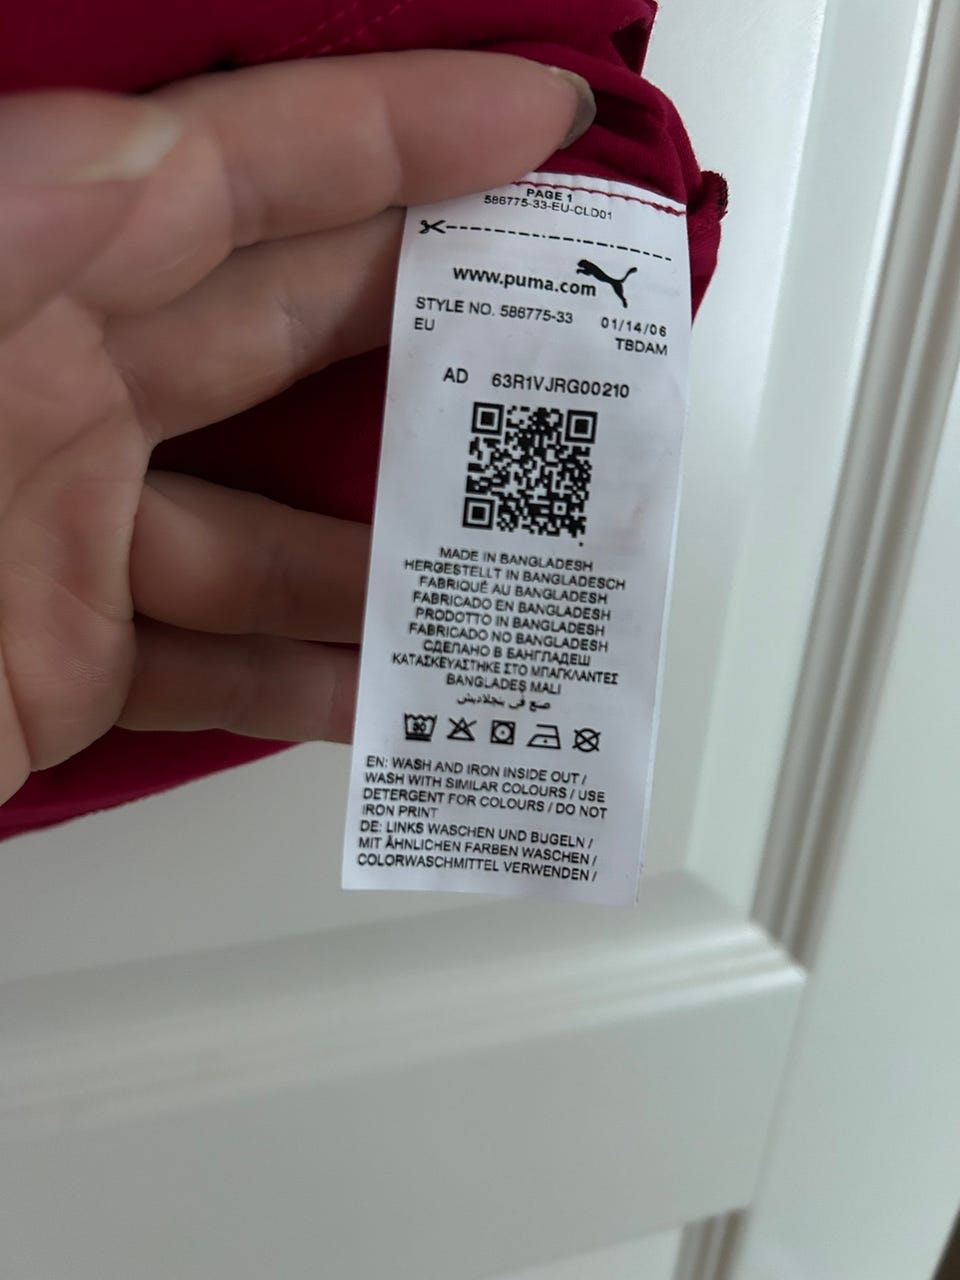 PAGE 1
586775-33-EU-CLD01
www.puma.com
STYLE NO. 586775-33
EU
01/14/06
TBDAM
AD 63R1VJRG00210
MADE IN BANGLADESH
HERGESTELLT IN BANGLADESCH
FABRIQUÉ AU BANGLADESH
FABRICADO EN BANGLADESH
PRODOTTO IN BANGLADESH
FABRICADO NO BANGLADESH
СДЕЛАНО В БАНГЛАДЕШ
ΚΑΤΑΣΚΕΥΑΣΤΗΚΕ ΣΤΟ ΜΠΑΓΚΛΑΝΤΕΣ
BANGLADEŞ MALI
صنع في بنجلاديش
30
EN: WASH AND IRON INSIDE OUT /
WASH WITH SIMILAR COLOURS / USE
DETERGENT FOR COLOURS / DO NOT
IRON PRINT
DE: LINKS WASCHEN UND BUGELN /
MIT ÄHNLICHEN FARBEN WASCHEN /
COLORWASCHMITTEL VERWENDEN /